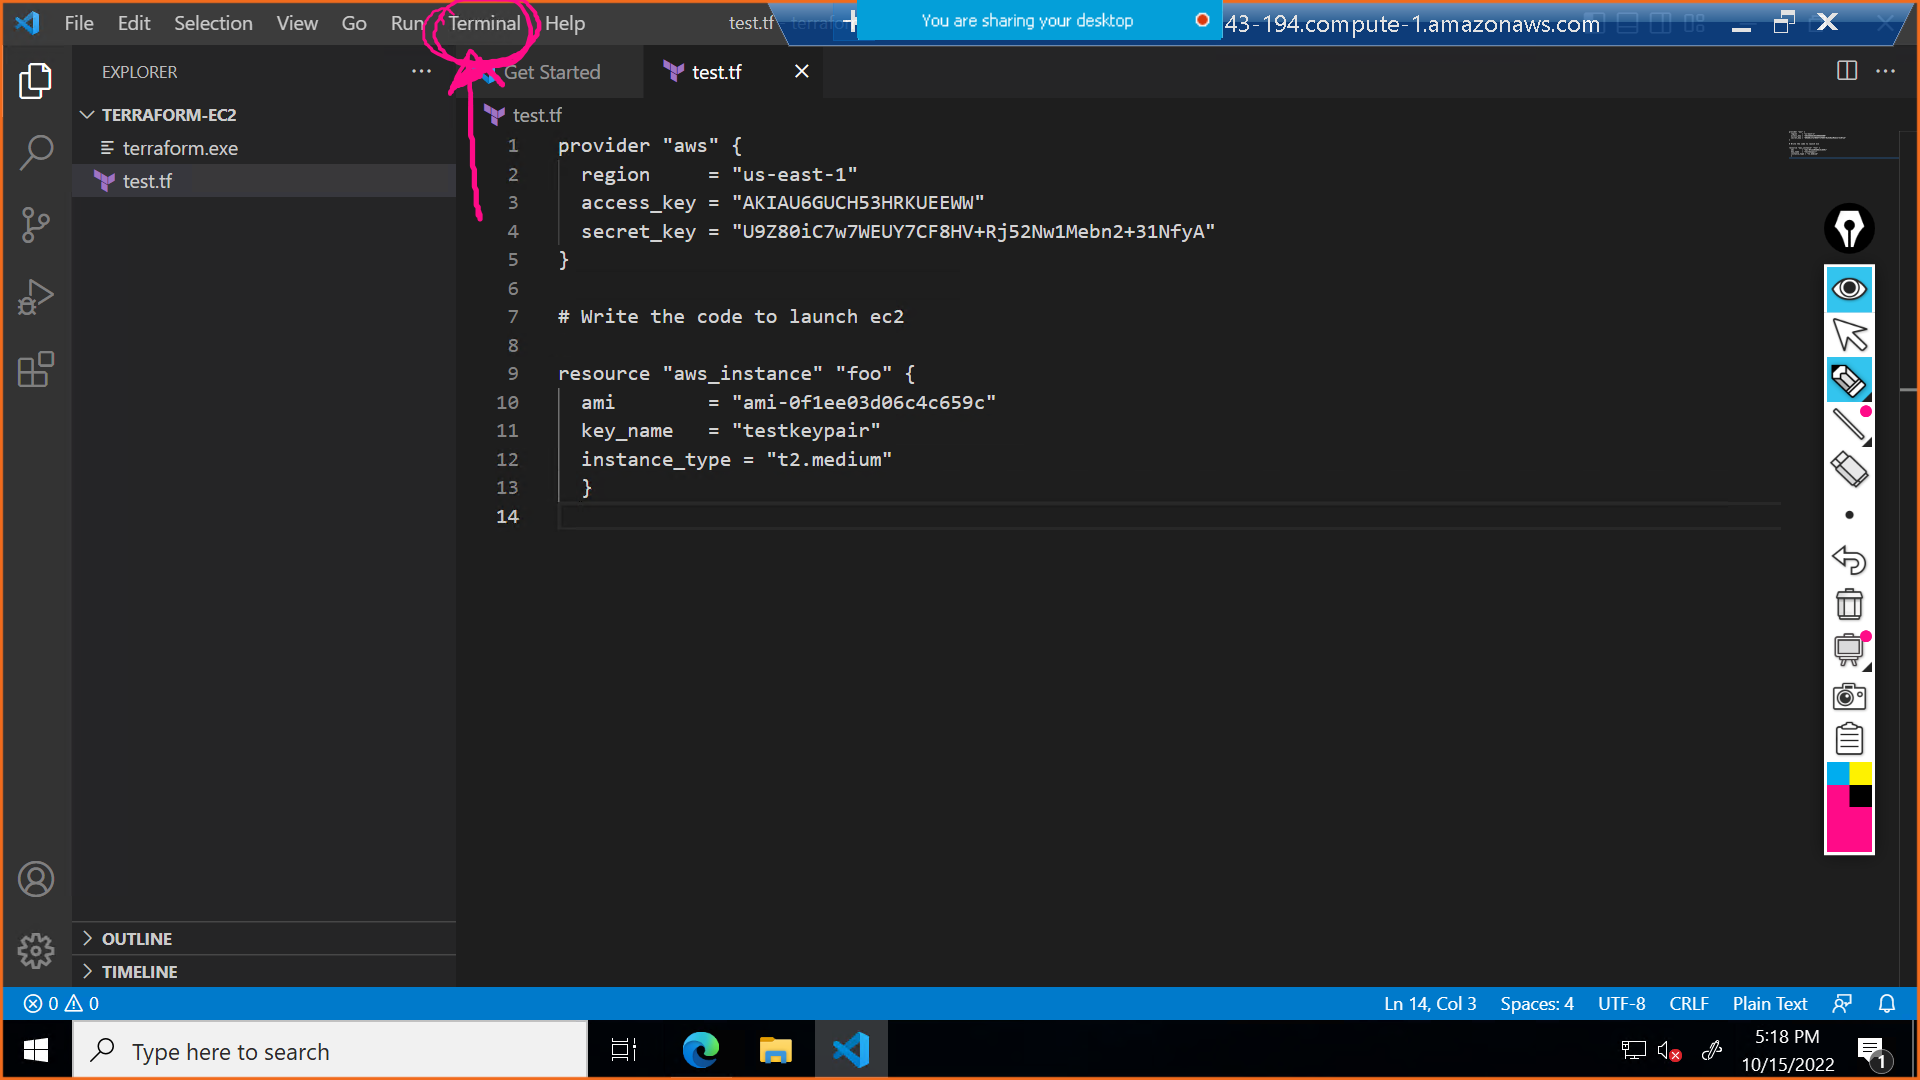 File Edit Selection View Go Run Terminal Help
test.tf - terraform
You are sharing your desktop
43-194.compute-1.amazonaws.com
EXPLORER
Get Started
test.tf
TERRAFORM-EC2
terraform.exe
test.tf
test.tf
1 provider "aws" {
2 region = "us-east-1"
3 access_key = "AKIAU6GUCH53HRKUEEWW"
4 secret_key = "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"
5 }
6
7 # Write the code to launch ec2
8
9 resource "aws_instance" "foo" {
10 ami = "ami-0f1ee03d06c4c659c"
11 key_name = "testkeypair"
12 instance_type = "t2.medium"
13 }
14
OUTLINE
TIMELINE
0 0
Ln 14, Col 3 Spaces: 4 UTF-8 CRLF Plain Text
Type here to search
5:18 PM
10/15/2022
1